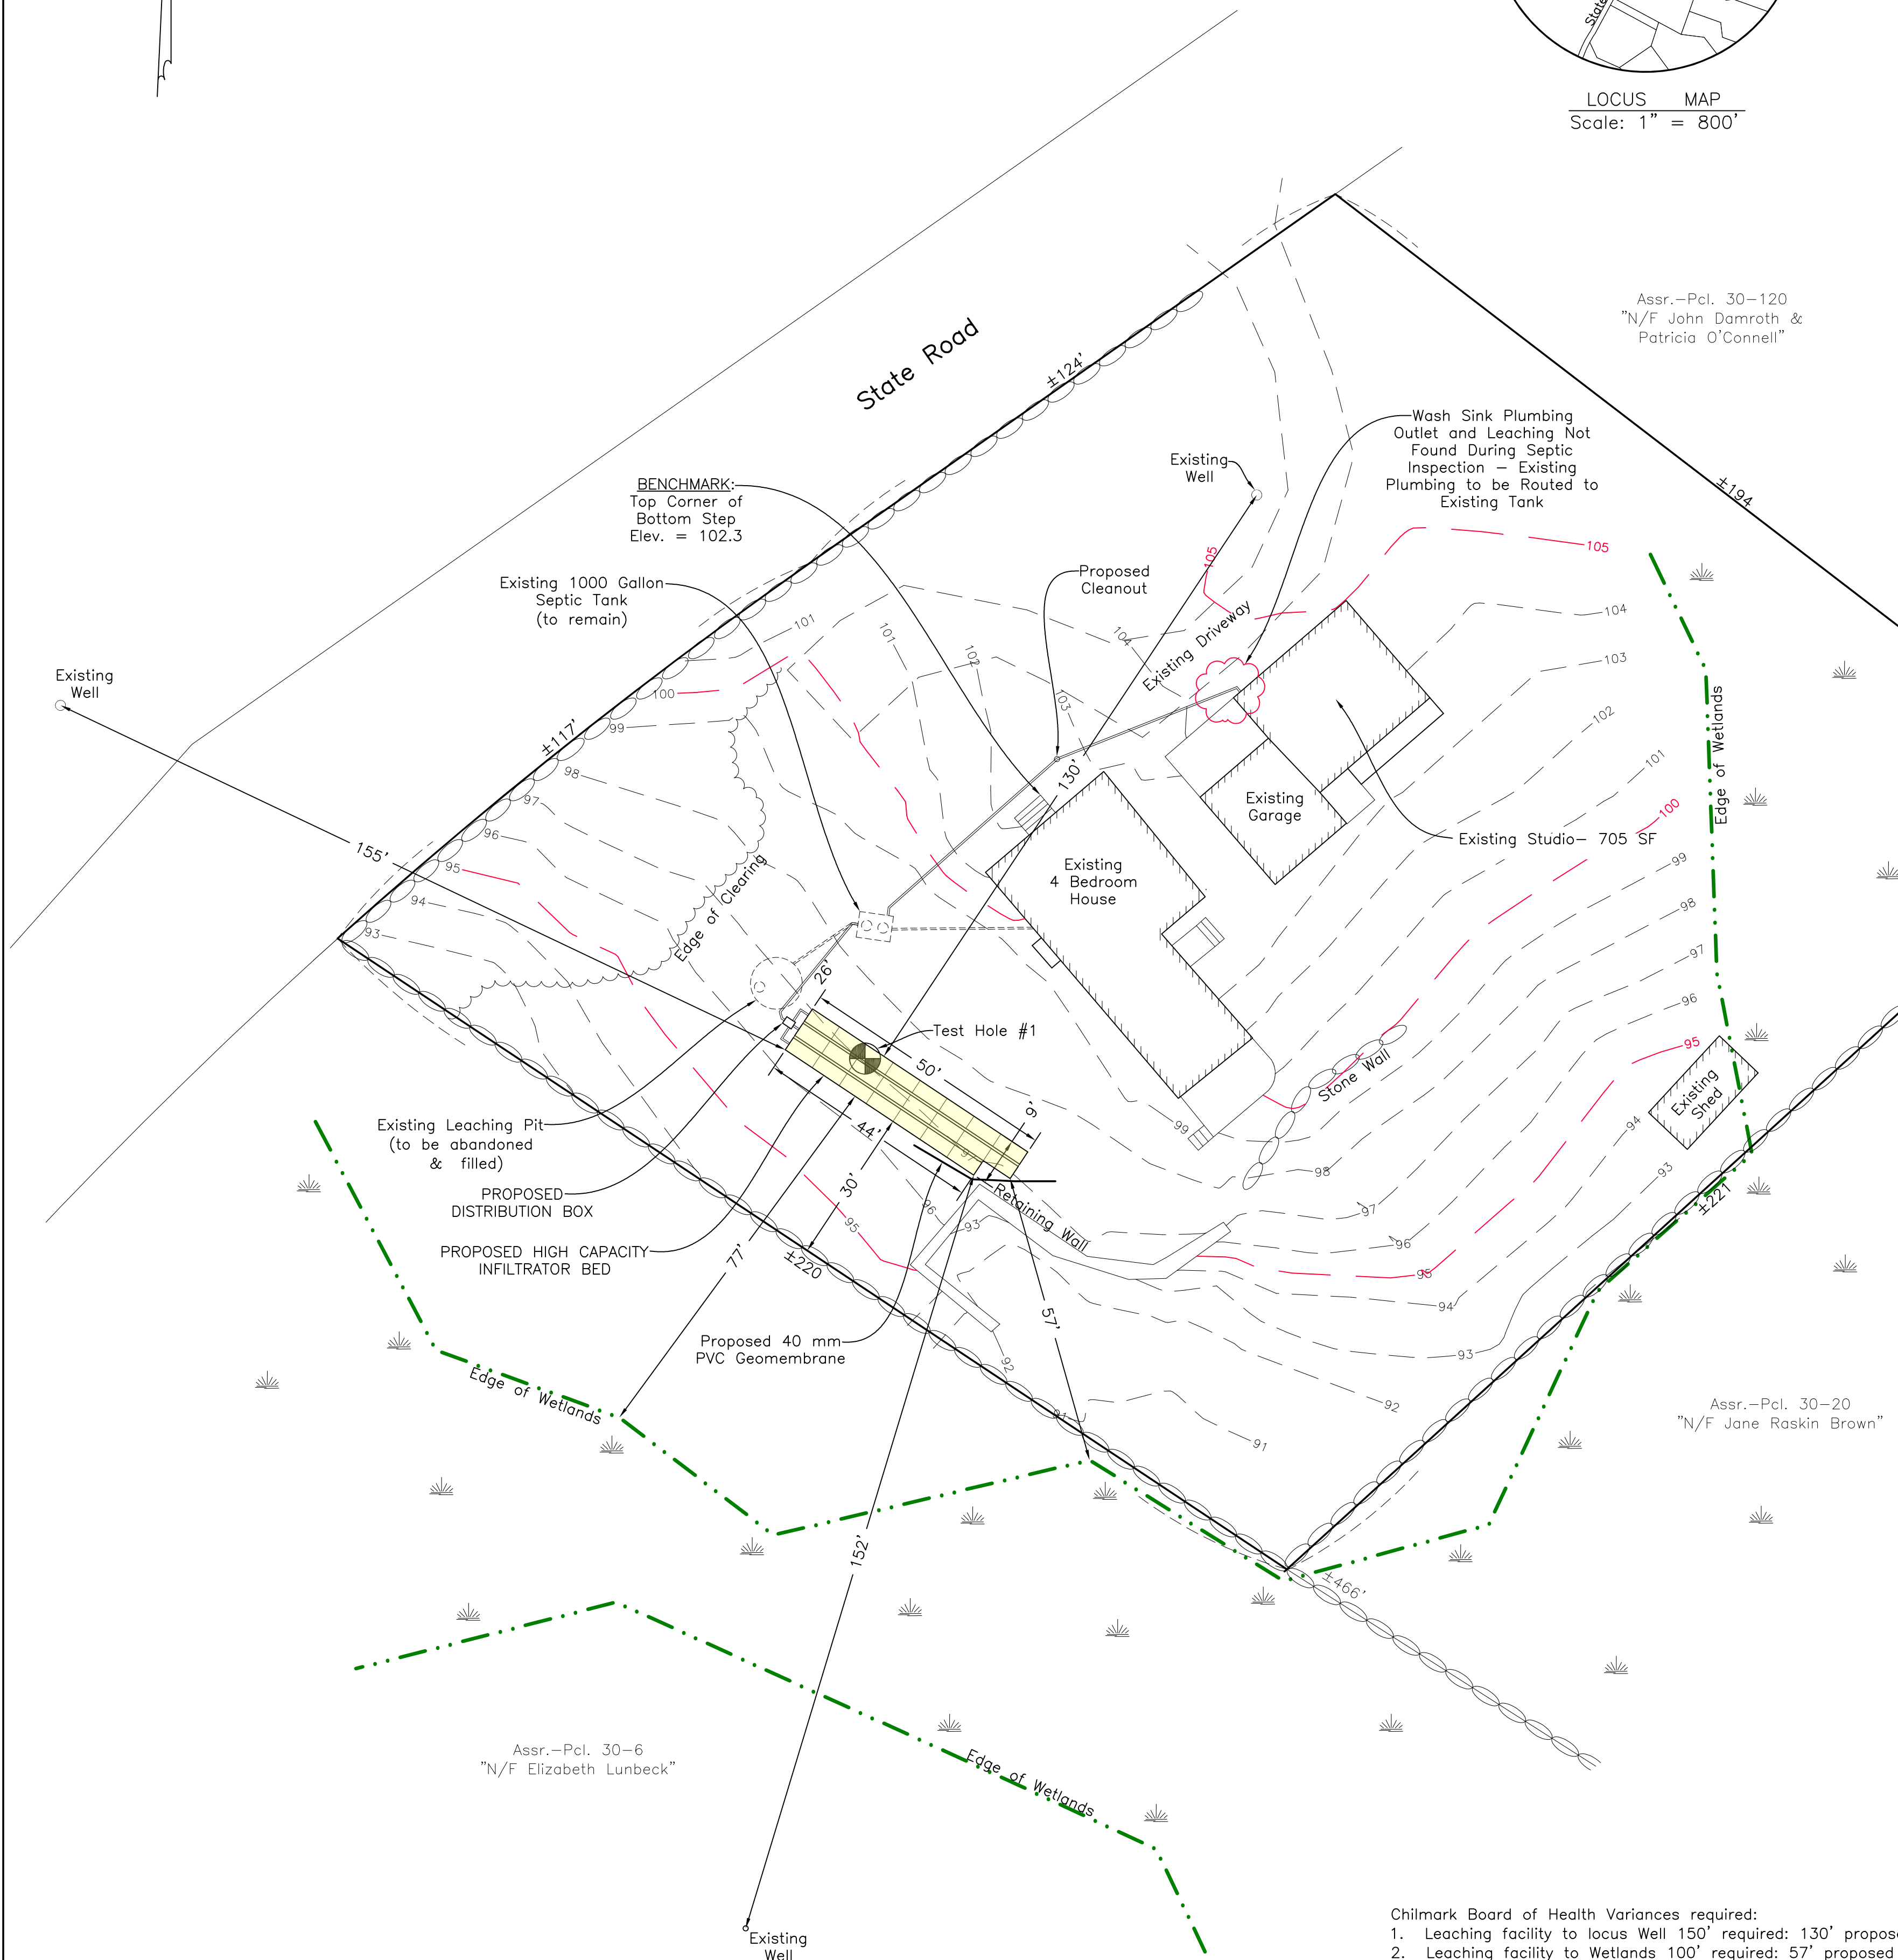 State
LOCUS MAP
Scale: 1" = 800'
Assr.-Pcl. 30-120
"N/F John Damroth &
Patricia O'Connell"
State Road
±124'
±194
Wash Sink Plumbing
Outlet and Leaching Not
Found During Septic
Inspection - Existing
Plumbing to be Routed to
Existing Tank
Existing
Well
BENCHMARK:
Top Corner of
Bottom Step
Elev. = 102.3
105
105
Proposed
Cleanout
Existing 1000 Gallon
Septic Tank
(to remain)
104
101
101
102
104
Existing Driveway
103
103
Existing
Well
100
99
±117'
98
97
96
95
94
93
155'
130'
102
101
100
99
98
97
96
95
94
93
Edge of Wetlands
Existing
Garage
Existing Studio- 705 SF
Existing
4 Bedroom
House
Edge of Clearing
26'
Test Hole #1
50'
9'
44'
Stone Wall
Existing
Shed
99
98
97
96
95
94
93
92
91
Existing Leaching Pit
(to be abandoned
& filled)
PROPOSED
DISTRIBUTION BOX
PROPOSED HIGH CAPACITY
INFILTRATOR BED
97
30'
96
95
Retaining Wall
93
77'
±220
±221
57'
Proposed 40 mm
PVC Geomembrane
92
91
Edge of Wetlands
Assr.-Pcl. 30-20
"N/F Jane Raskin Brown"
152'
±466'
Assr.-Pcl. 30-6
"N/F Elizabeth Lunbeck"
Edge of Wetlands
Existing
Well
Chilmark Board of Health Variances required:
1. Leaching facility to locus Well 150' required: 130' propos
2. Leaching facility to Wetlands 100' required: 57' proposed